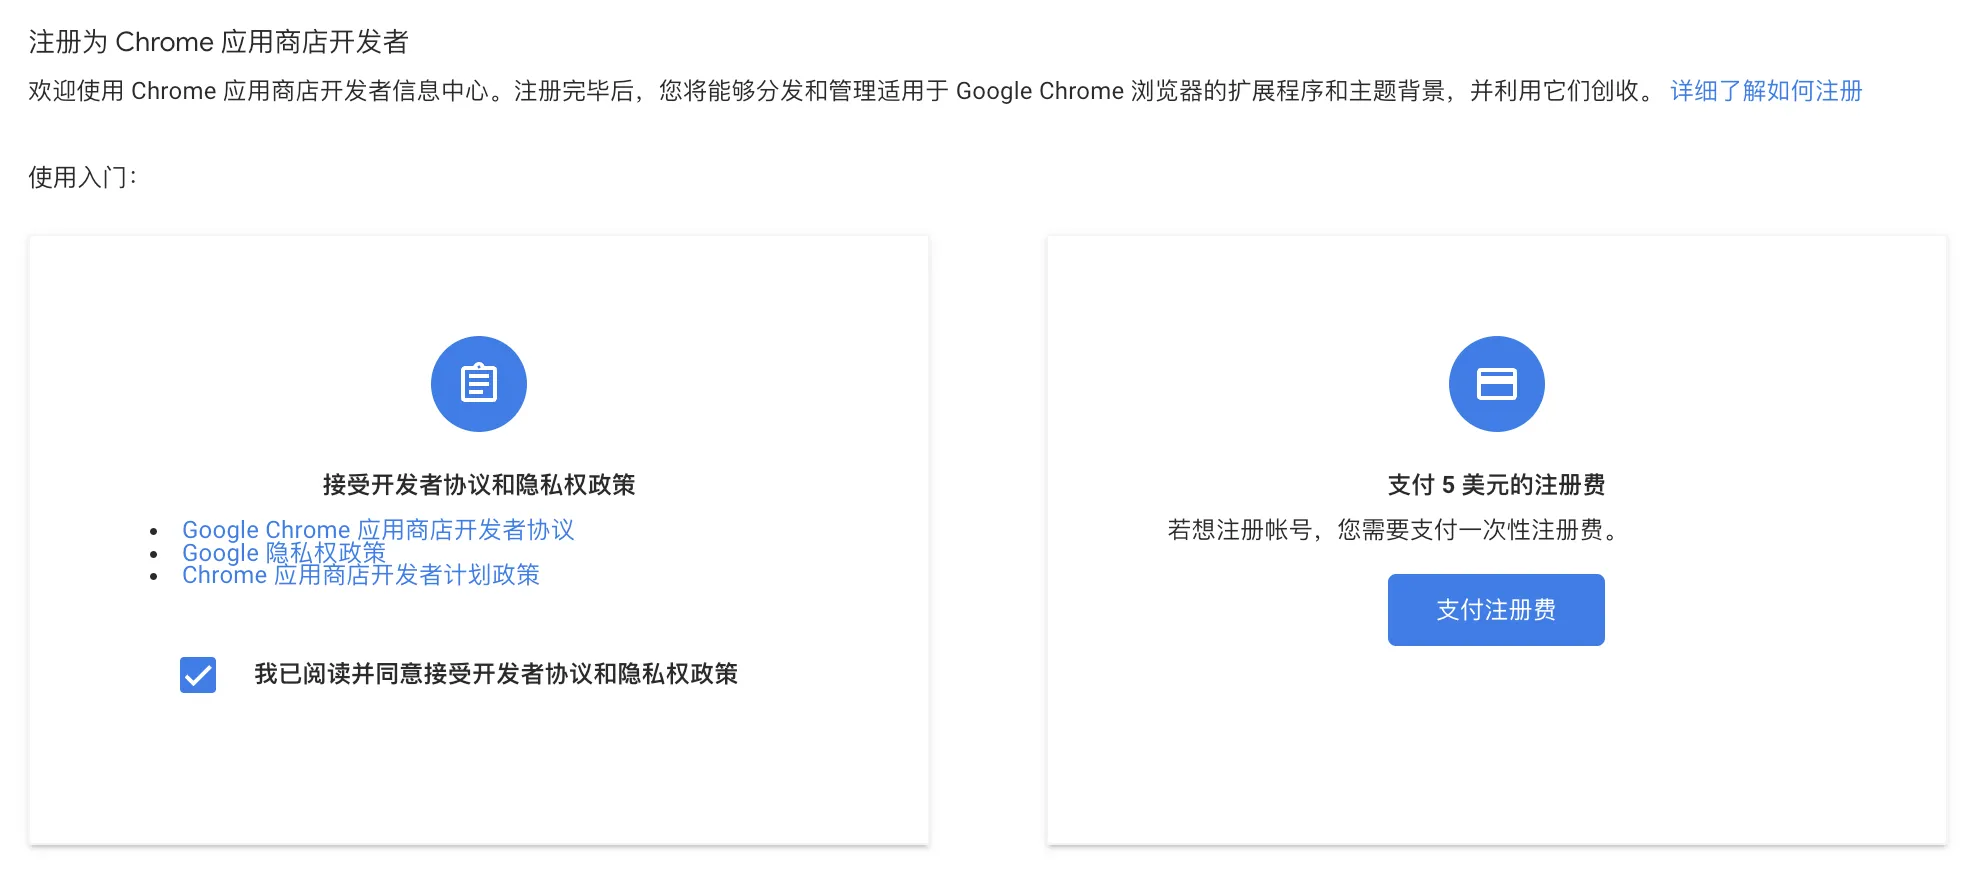 注册为 Chrome 应用商店开发者
欢迎使用 Chrome 应用商店开发者信息中心。注册完毕后，您将能够分发和管理适用于 Google Chrome 浏览器的扩展程序和主题背景，并利用它们创收。 详细了解如何注册
使用入门：
接受开发者协议和隐私权政策
• Google Chrome 应用商店开发者协议
• Google 隐私权政策
• Chrome 应用商店开发者计划政策
我已阅读并同意接受开发者协议和隐私权政策
支付 5 美元的注册费
若想注册帐号，您需要支付一次性注册费。
支付注册费